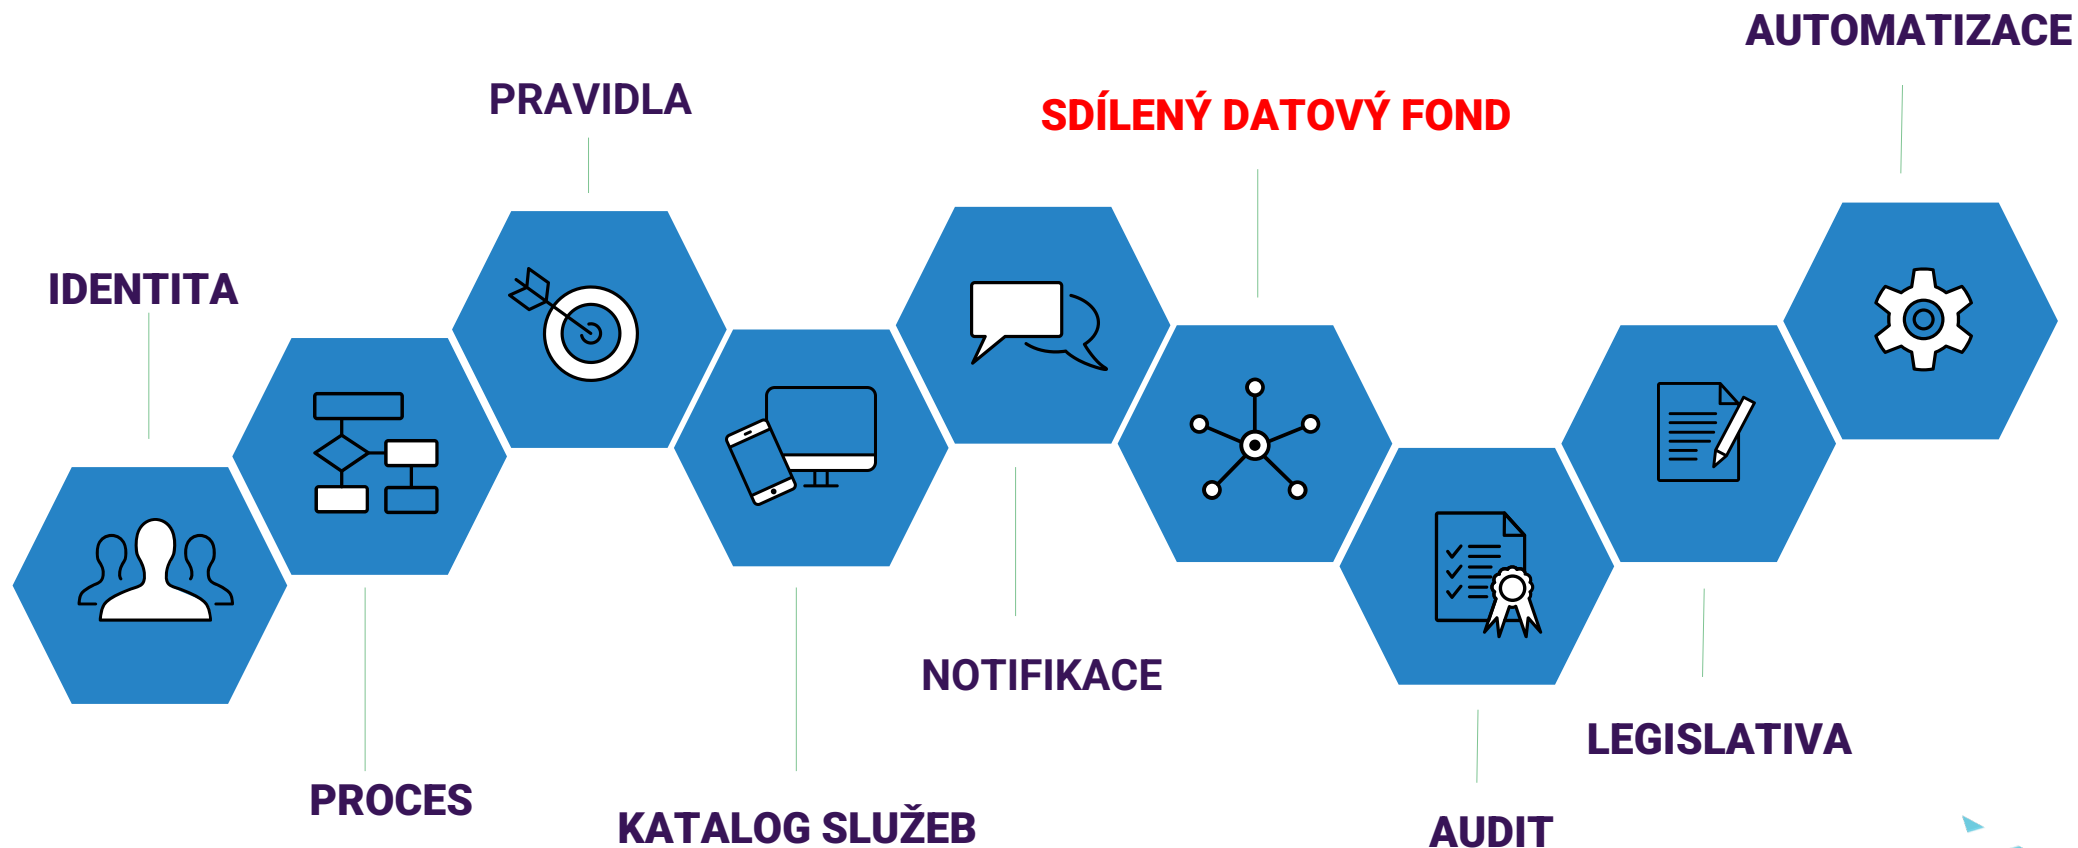 IDENTITA
PROCES
PRAVIDLA
KATALOG SLUŽEB
NOTIFIKACE
SDÍLENÝ DATOVÝ FOND
AUDIT
LEGISLATIVA
AUTOMATIZACE